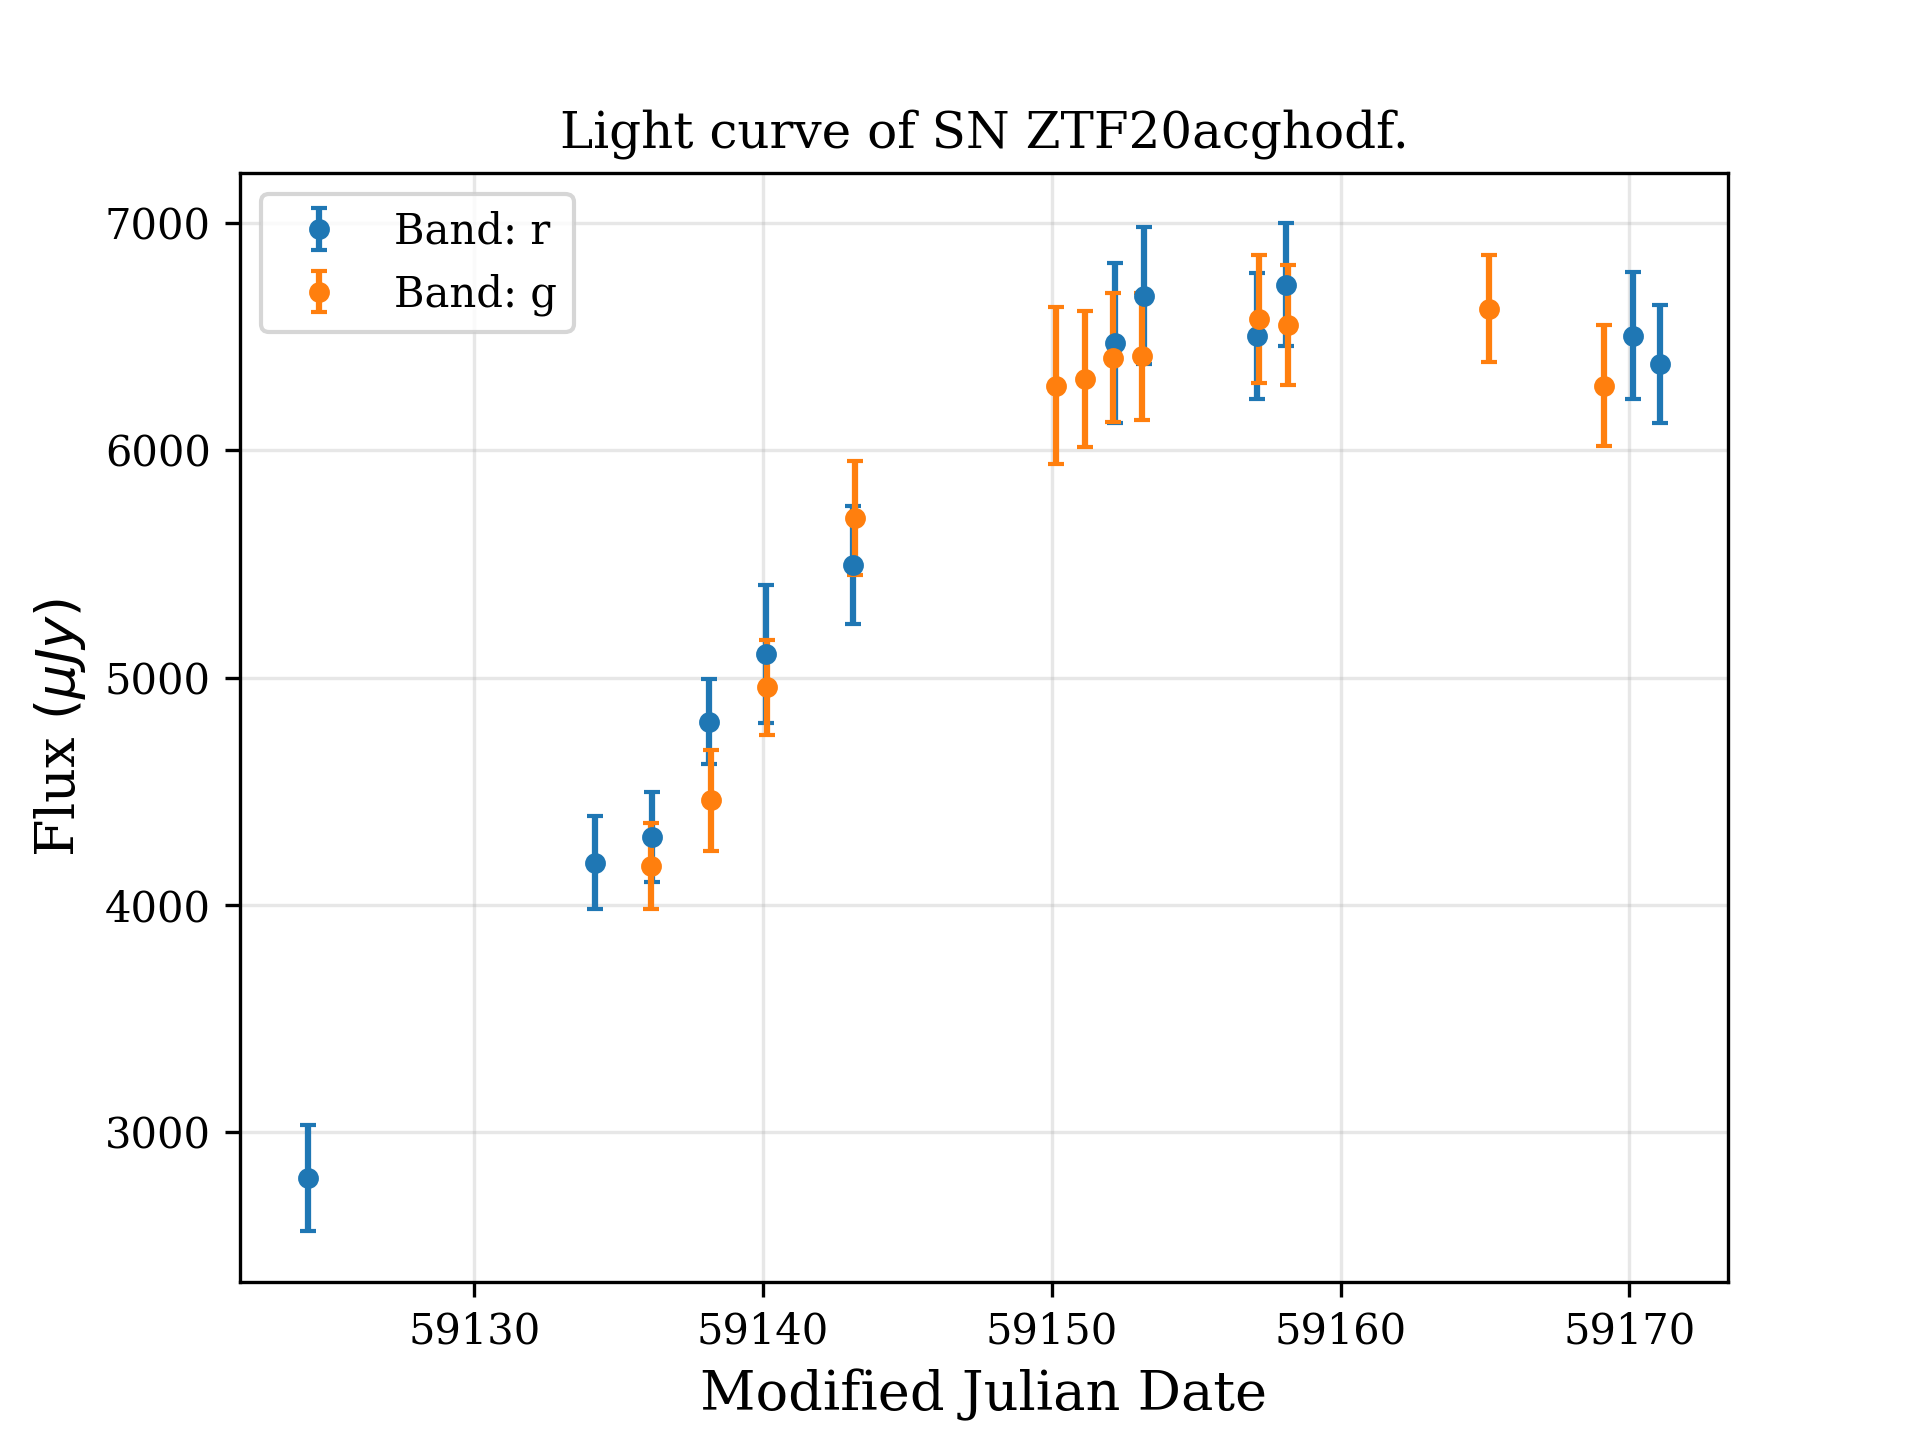 Light curve of SN ZTF20acghodf.
Band: r
Band: g
7000
6000
5000
4000
3000
Flux (μJy)
59130 59140 59150 59160 59170
Modified Julian Date